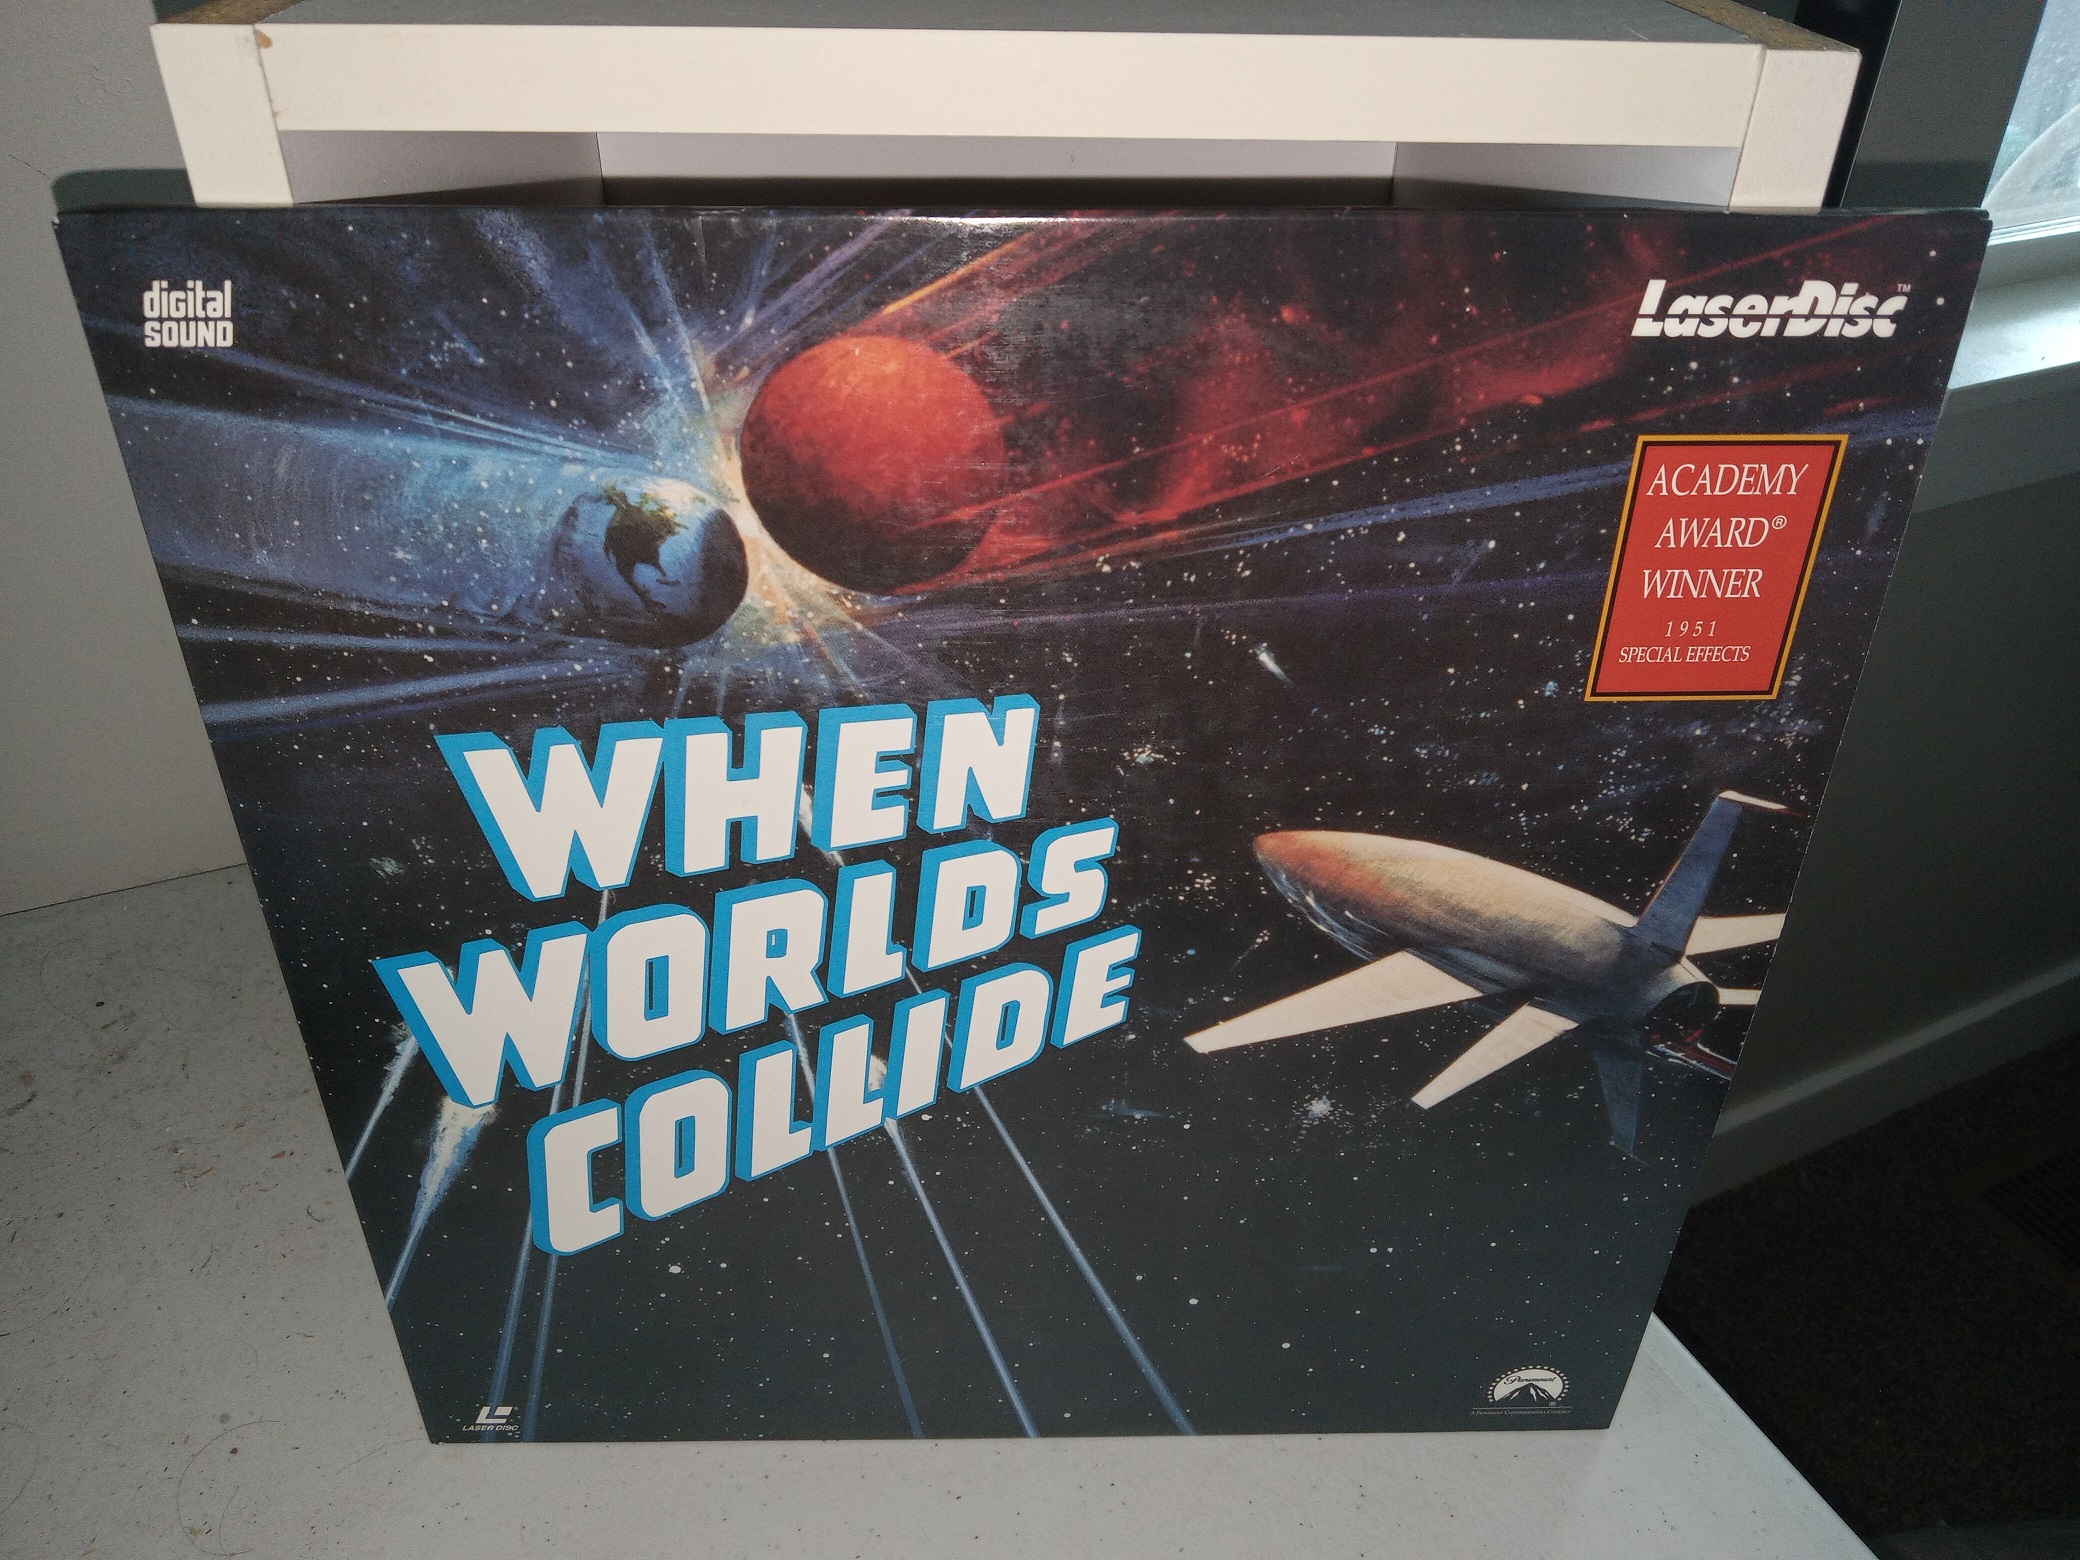 digital
SOUND
LaserDisc™
ACADEMY
AWARD®
WINNER
1951
SPECIAL EFFECTS
WHEN
WORLDS
COLLIDE
LASER DISC
Paramount
®
A Paramount Communications Company